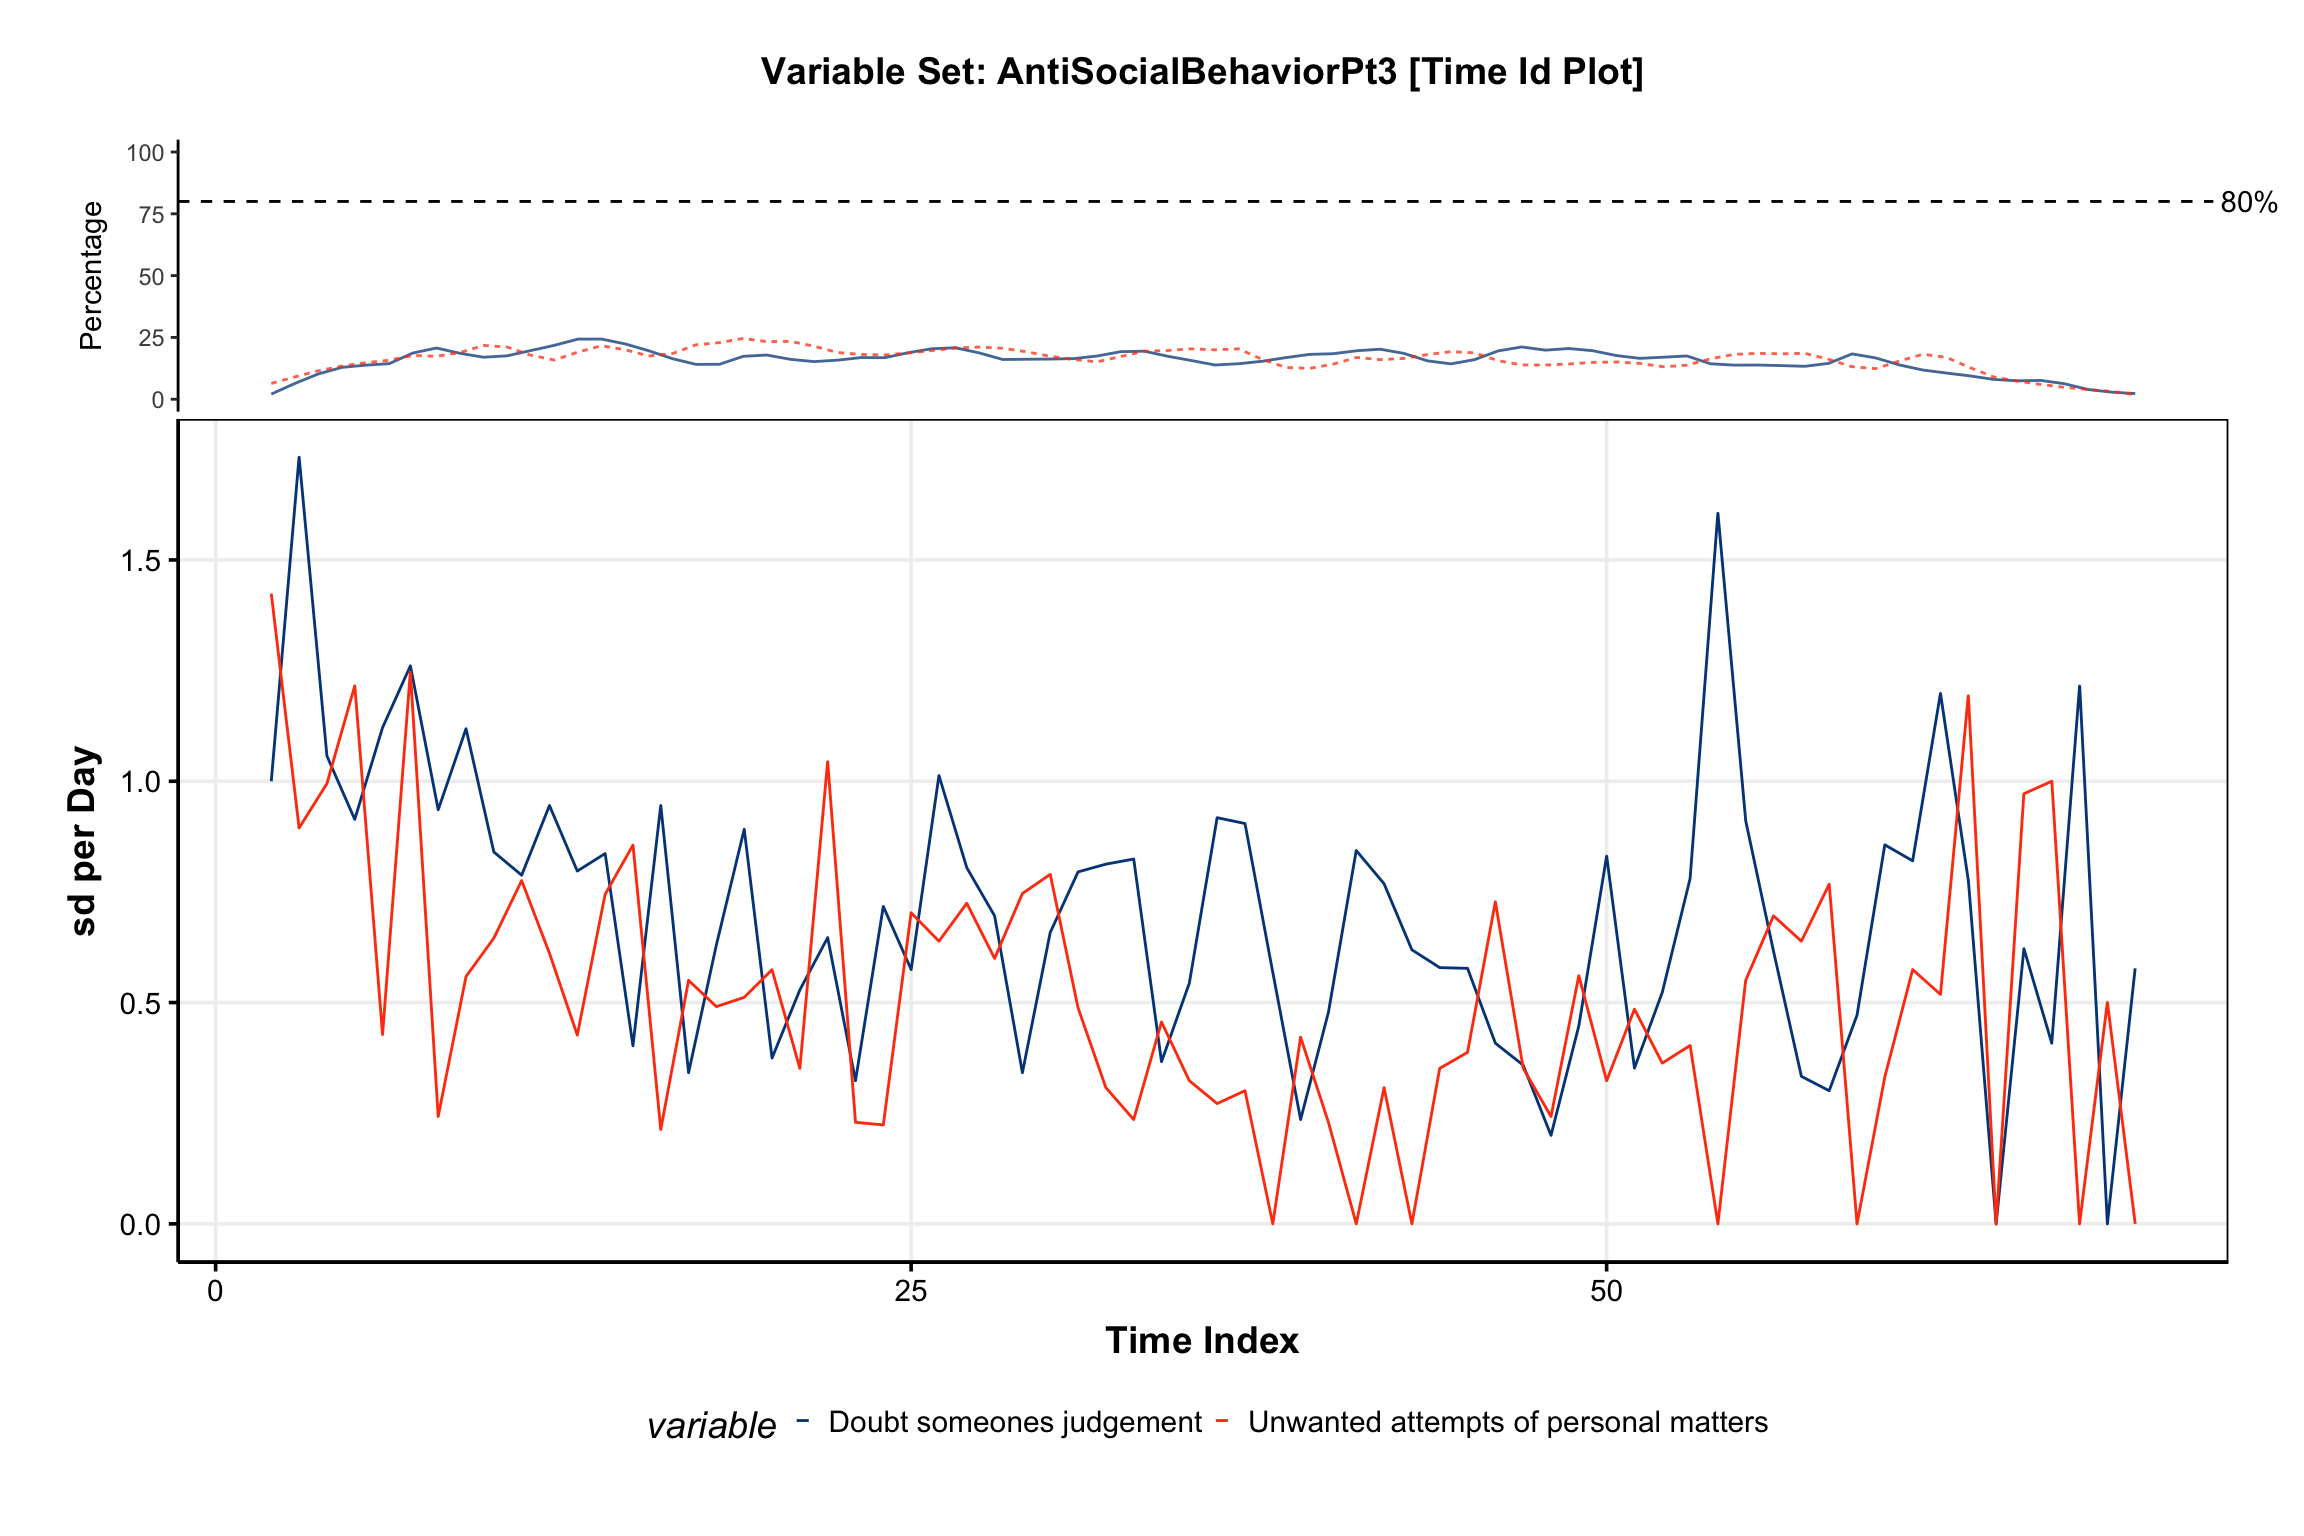 Variable Set: AntiSocialBehaviorPt3 [Time Id Plot]
Percentage
100
75
50
25
0
80%
sd per Day
1.5
1.0
0.5
0.0
0 25 50
Time Index
variable Doubt someones judgement Unwanted attempts of personal matters